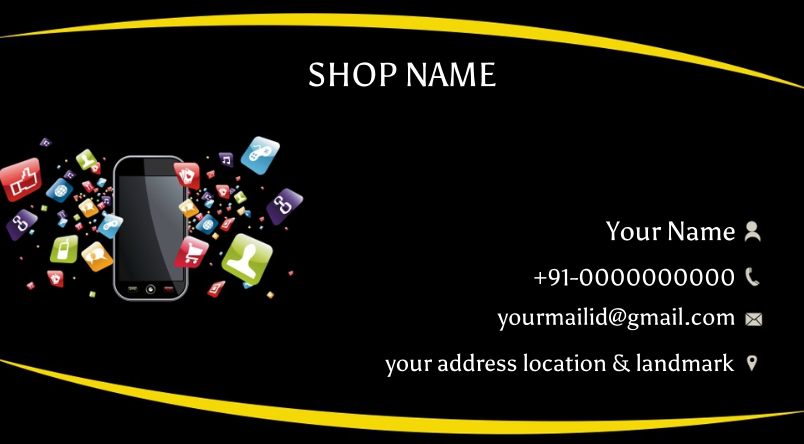 SHOP NAME
Your Name
+91-0000000000
yourmailid@gmail.com
your address location & landmark